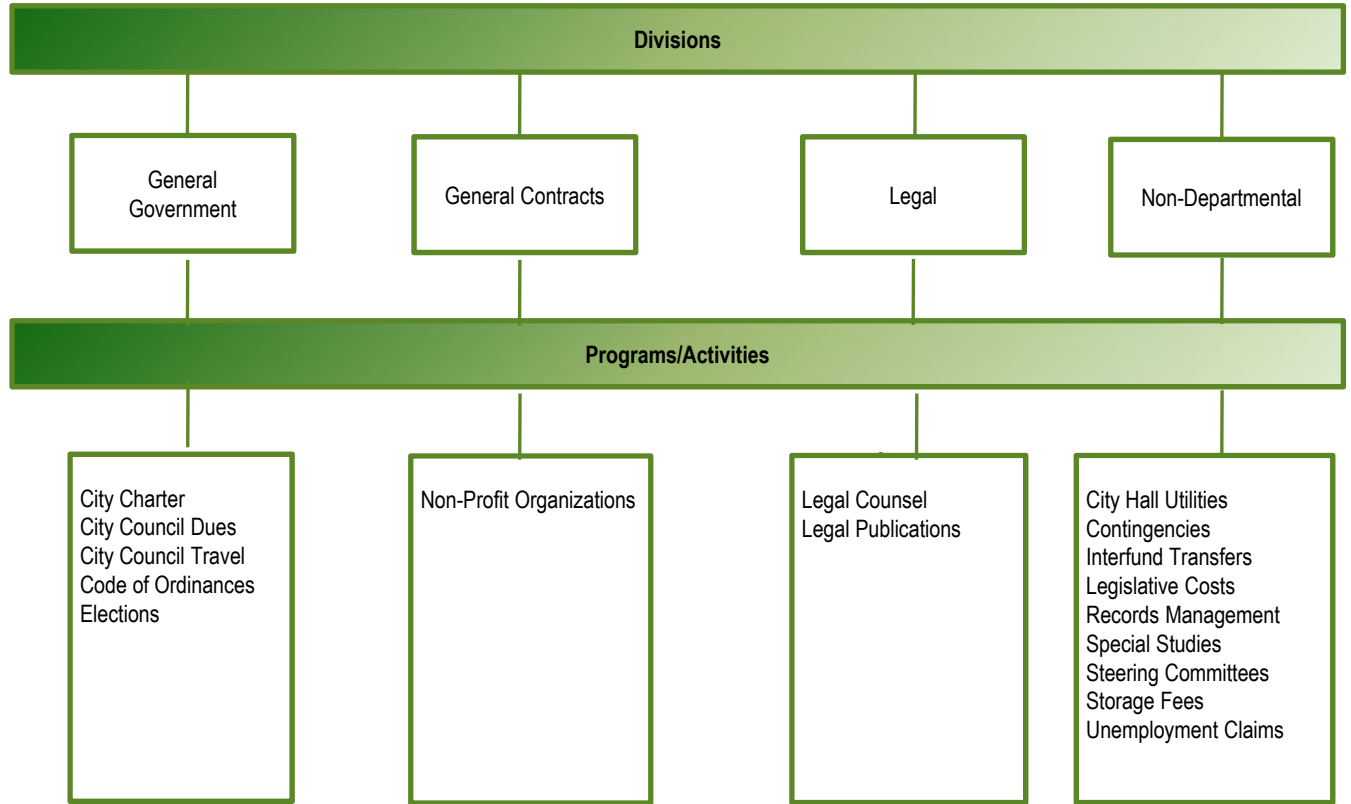 Divisions
General
Government
General Contracts
Legal
Non-Departmental
Programs/Activities
City Charter
City Council Dues
City Council Travel
Code of Ordinances
Elections
Non-Profit Organizations
Legal Counsel
Legal Publications
City Hall Utilities
Contingencies
Interfund Transfers
Legislative Costs
Records Management
Special Studies
Steering Committees
Storage Fees
Unemployment Claims